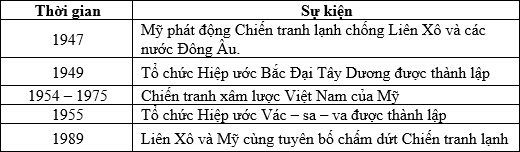 Thời gian Sự kiện
1947 Mỹ phát động Chiến tranh lạnh chống Liên Xô và các
nước Đông Âu.
1949 Tổ chức Hiệp ước Bắc Đại Tây Dương được thành lập
1954 – 1975 Chiến tranh xâm lược Việt Nam của Mỹ
1955 Tổ chức Hiệp ước Vác – sa – va được thành lập
1989 Liên Xô và Mỹ cùng tuyên bố chấm dứt Chiến tranh lạnh